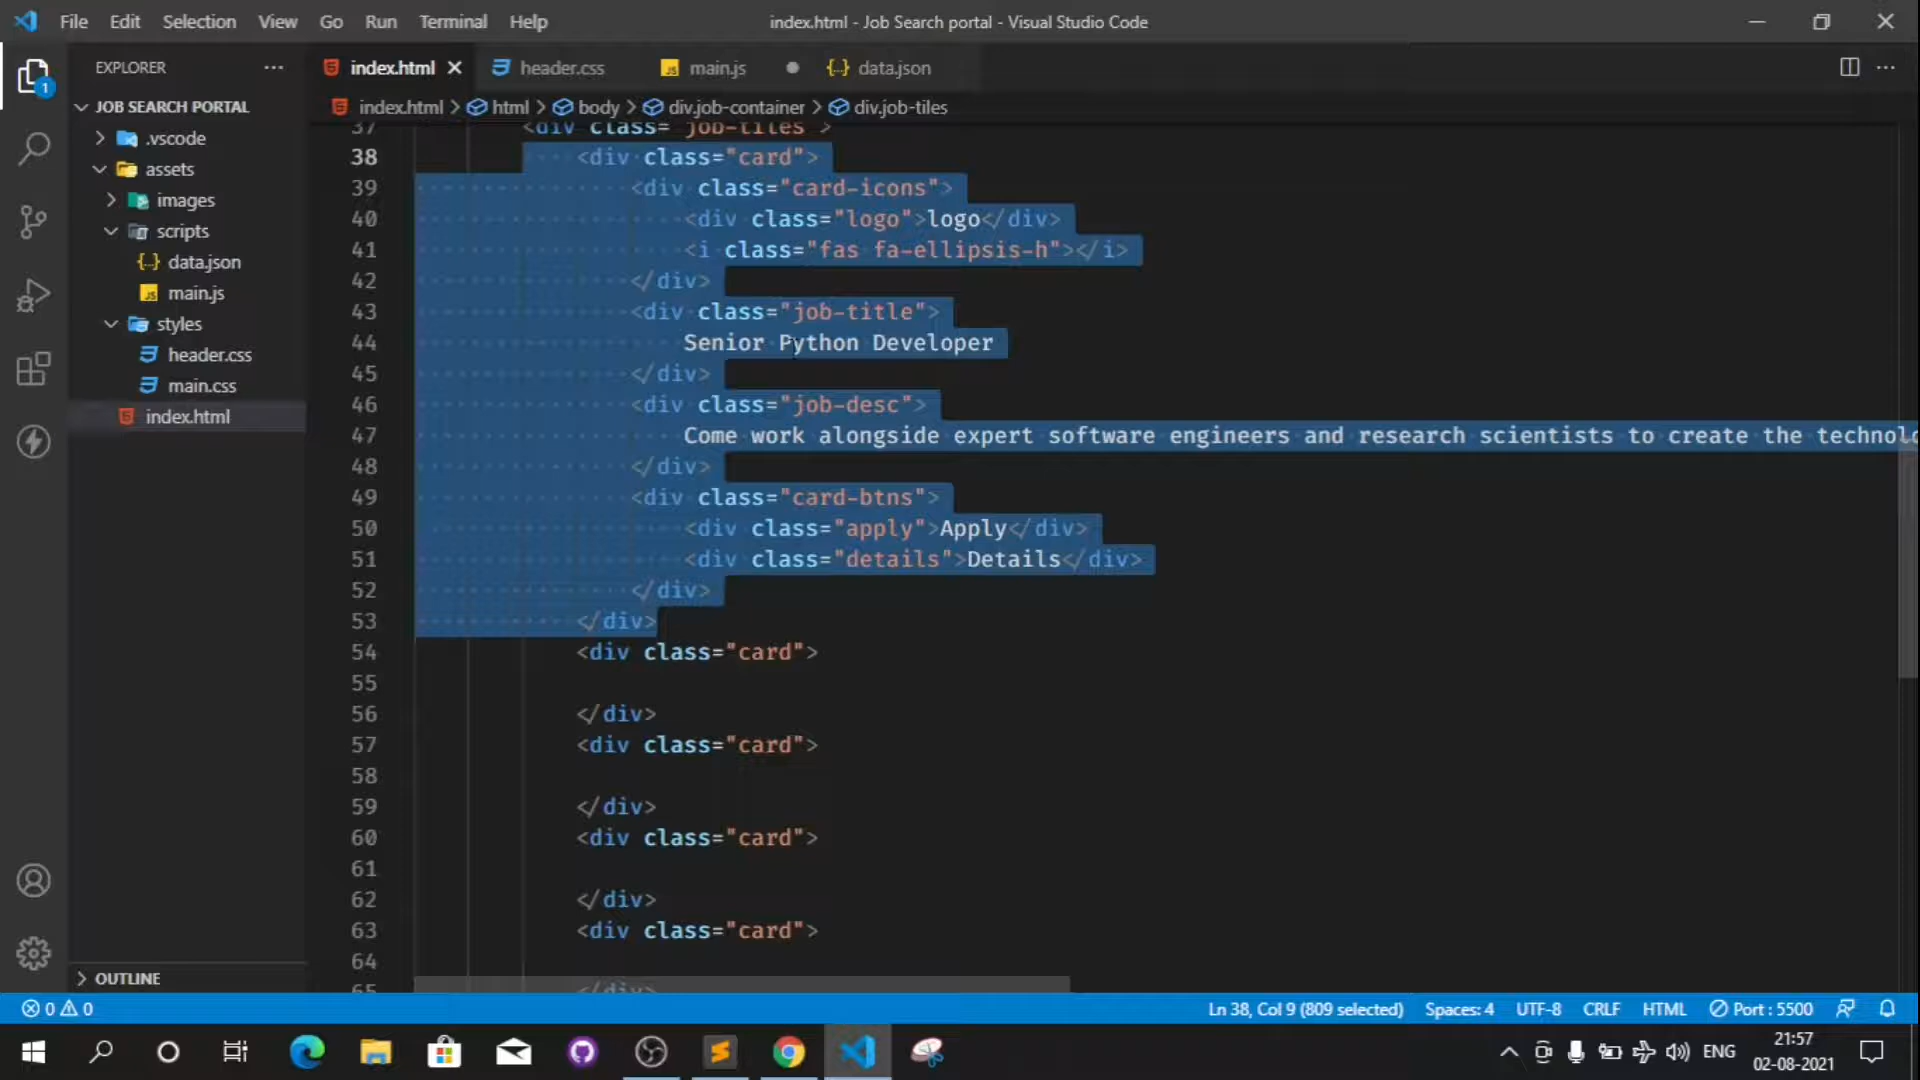 File Edit Selection View Go Run Terminal Help index.html - Job Search portal - Visual Studio Code
EXPLORER
index.html header.css main.js data.json
JOB SEARCH PORTAL
index.html > html > body > div.job-container > div.job-tiles
.vscode
assets
images
scripts
data.json
main.js
styles
header.css
main.css
index.html
OUTLINE
1
37 <div class="job-tiles">
38 <div class="card">
39 <div class="card-icons">
40 <div class="logo">logo</div>
41 <i class="fas fa-ellipsis-h"></i>
42 </div>
43 <div class="job-title">
44 Senior Python Developer
45 </div>
46 <div class="job-desc">
47 Come work alongside expert software engineers and research scientists to create the technolo
48 </div>
49 <div class="card-btns">
50 <div class="apply">Apply</div>
51 <div class="details">Details</div>
52 </div>
53 </div>
54 <div class="card">
55
56 </div>
57 <div class="card">
58
59 </div>
60 <div class="card">
61
62 </div>
63 <div class="card">
64
65 </div>
0 0 Ln 38, Col 9 (809 selected) Spaces: 4 UTF-8 CRLF HTML Port : 5500
ENG 21:57
02-08-2021